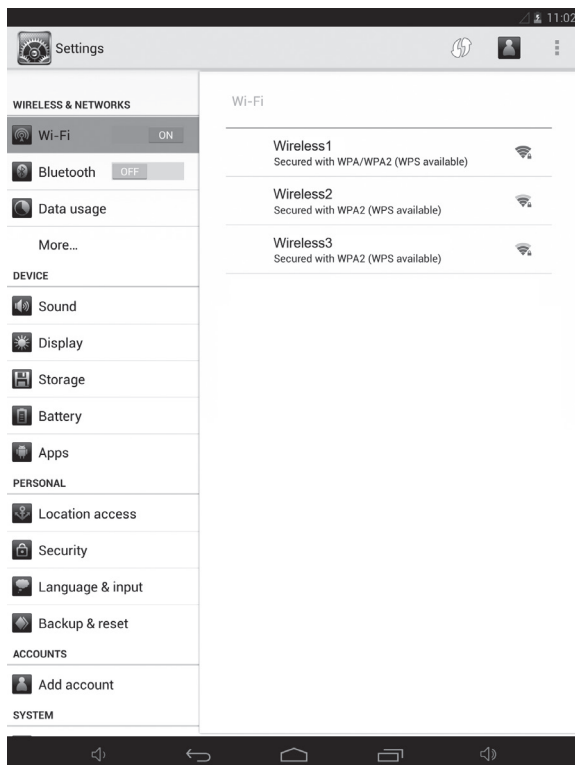 11:02
Settings
WIRELESS & NETWORKS
Wi-Fi ON
Bluetooth OFF
Data usage
More...
DEVICE
Sound
Display
Storage
Battery
Apps
PERSONAL
Location access
Security
Language & input
Backup & reset
ACCOUNTS
Add account
SYSTEM
Wi-Fi
Wireless1
Secured with WPA/WPA2 (WPS available)
Wireless2
Secured with WPA2 (WPS available)
Wireless3
Secured with WPA2 (WPS available)